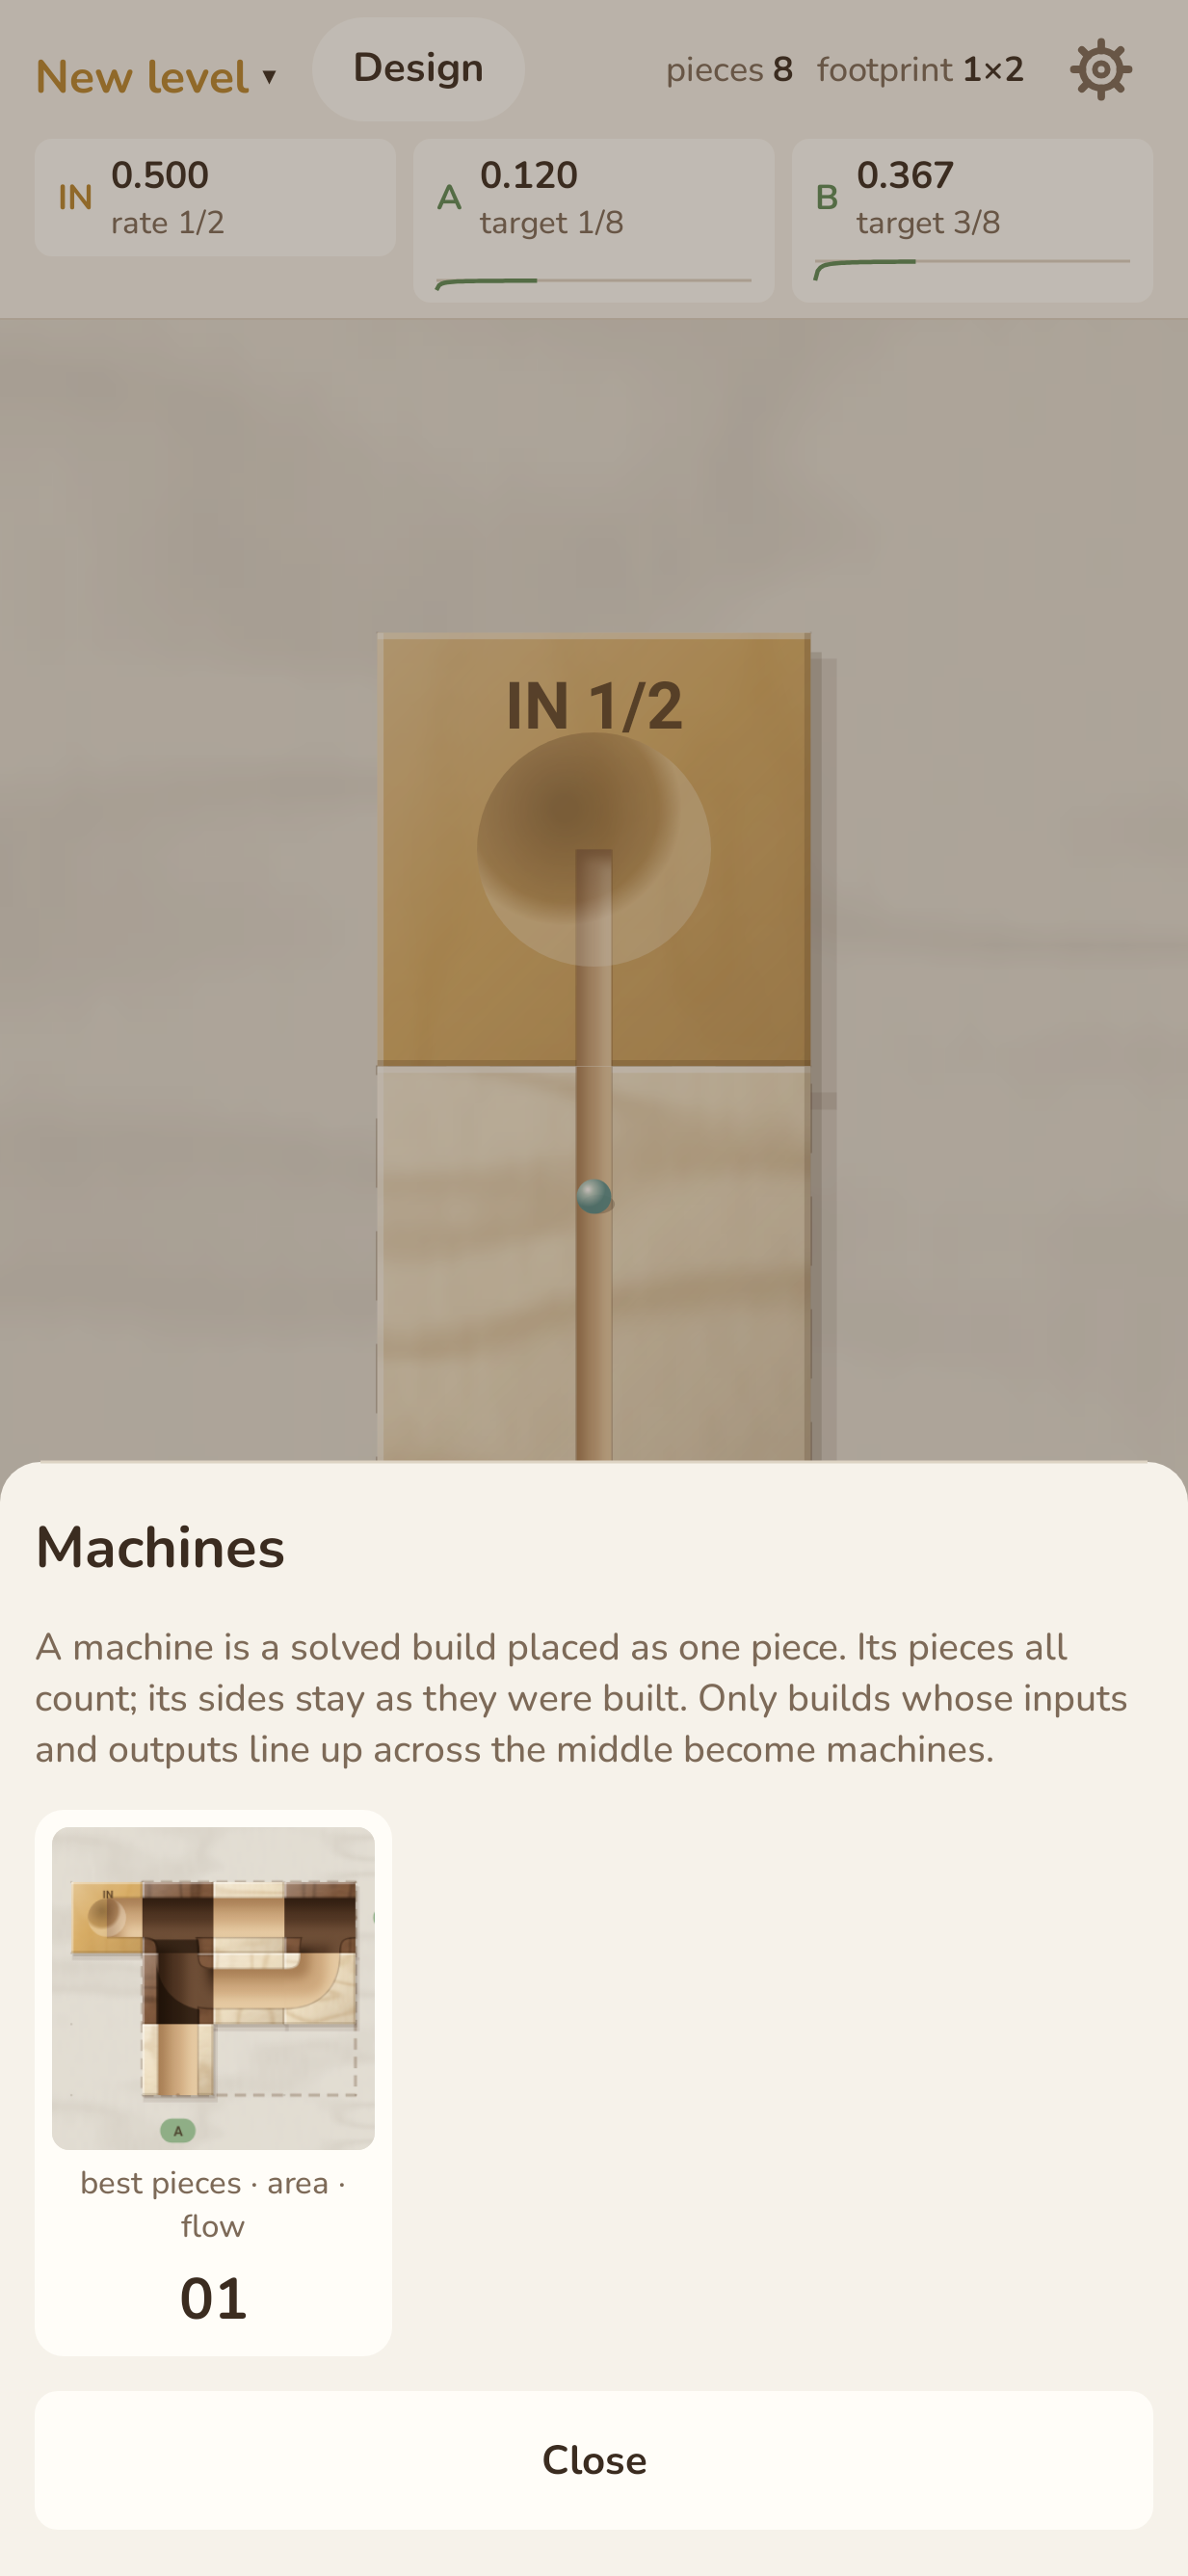 New level ▾ Design pieces 8 footprint 1×2
IN 0.500 rate 1/2
A 0.120 target 1/8
B 0.367 target 3/8
IN 1/2
Machines
A machine is a solved build placed as one piece. Its pieces all
count; its sides stay as they were built. Only builds whose inputs
and outputs line up across the middle become machines.
IN
A
best pieces · area ·
flow
01
Close